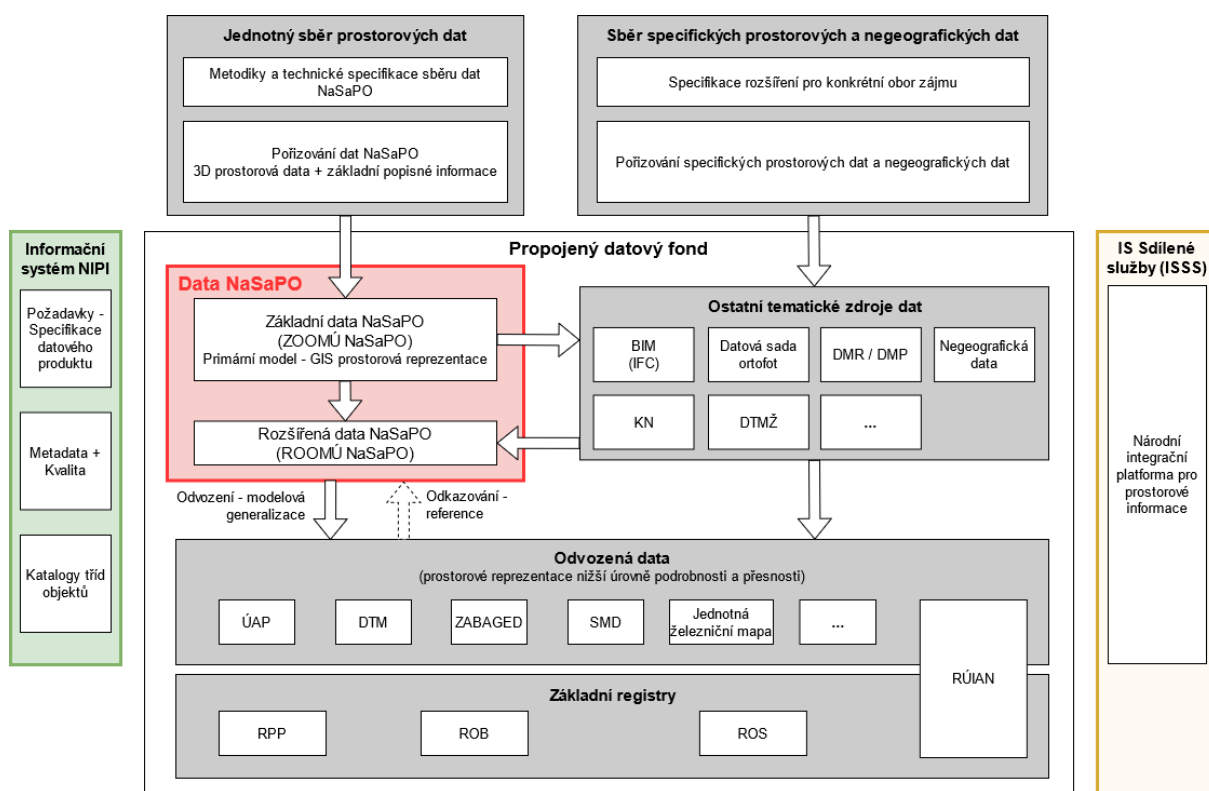 Jednotný sběr prostorových dat
Metodiky a technické specifikace sběru dat
NaSaPO
Pořizování dat NaSaPO
3D prostorová data + základní popisné informace
Sběr specifických prostorových a negeografických dat
Specifikace rozšíření pro konkrétní obor zájmu
Pořizování specifických prostorových dat a negeografických dat
Informační
systém NIPI
Požadavky -
Specifikace
datového
produktu
Metadata +
Kvalita
Katalogy tříd
objektů
Propojený datový fond
Data NaSaPO
Základní data NaSaPO
(ZOOMÚ NaSaPO)
Primární model - GIS prostorová reprezentace
Rozšířená data NaSaPO
(ROOMÚ NaSaPO)
Ostatní tematické zdroje dat
BIM
(IFC)
Datová sada
ortofot
DMR / DMP
Negeografická
data
KN
DTMŽ
...
Odvození - modelová
generalizace
Odkazování -
reference
Odvozená data
(prostorové reprezentace nižší úrovně podrobnosti a přesnosti)
ÚAP
DTM
ZABAGED
SMD
Jednotná
železniční mapa
...
RÚIAN
Základní registry
RPP
ROB
ROS
IS Sdílené
služby (ISSS)
Národní
integrační
platforma pro
prostorové
informace